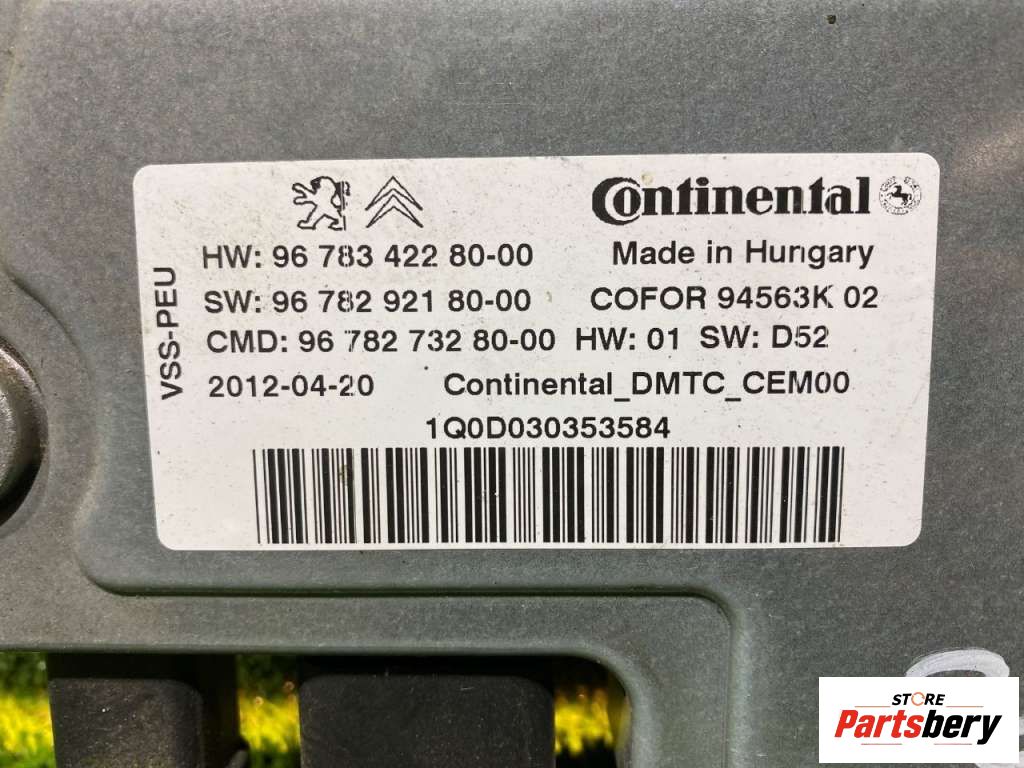 Continental
HW: 96 783 422 80-00 Made in Hungary
SW: 96 782 921 80-00 COFOR 94563K 02
CMD: 96 782 732 80-00 HW: 01 SW: D52
2012-04-20 Continental_DMTC_CEM00
1Q0D030353584
VSS-PEU
STORE
Partsbery